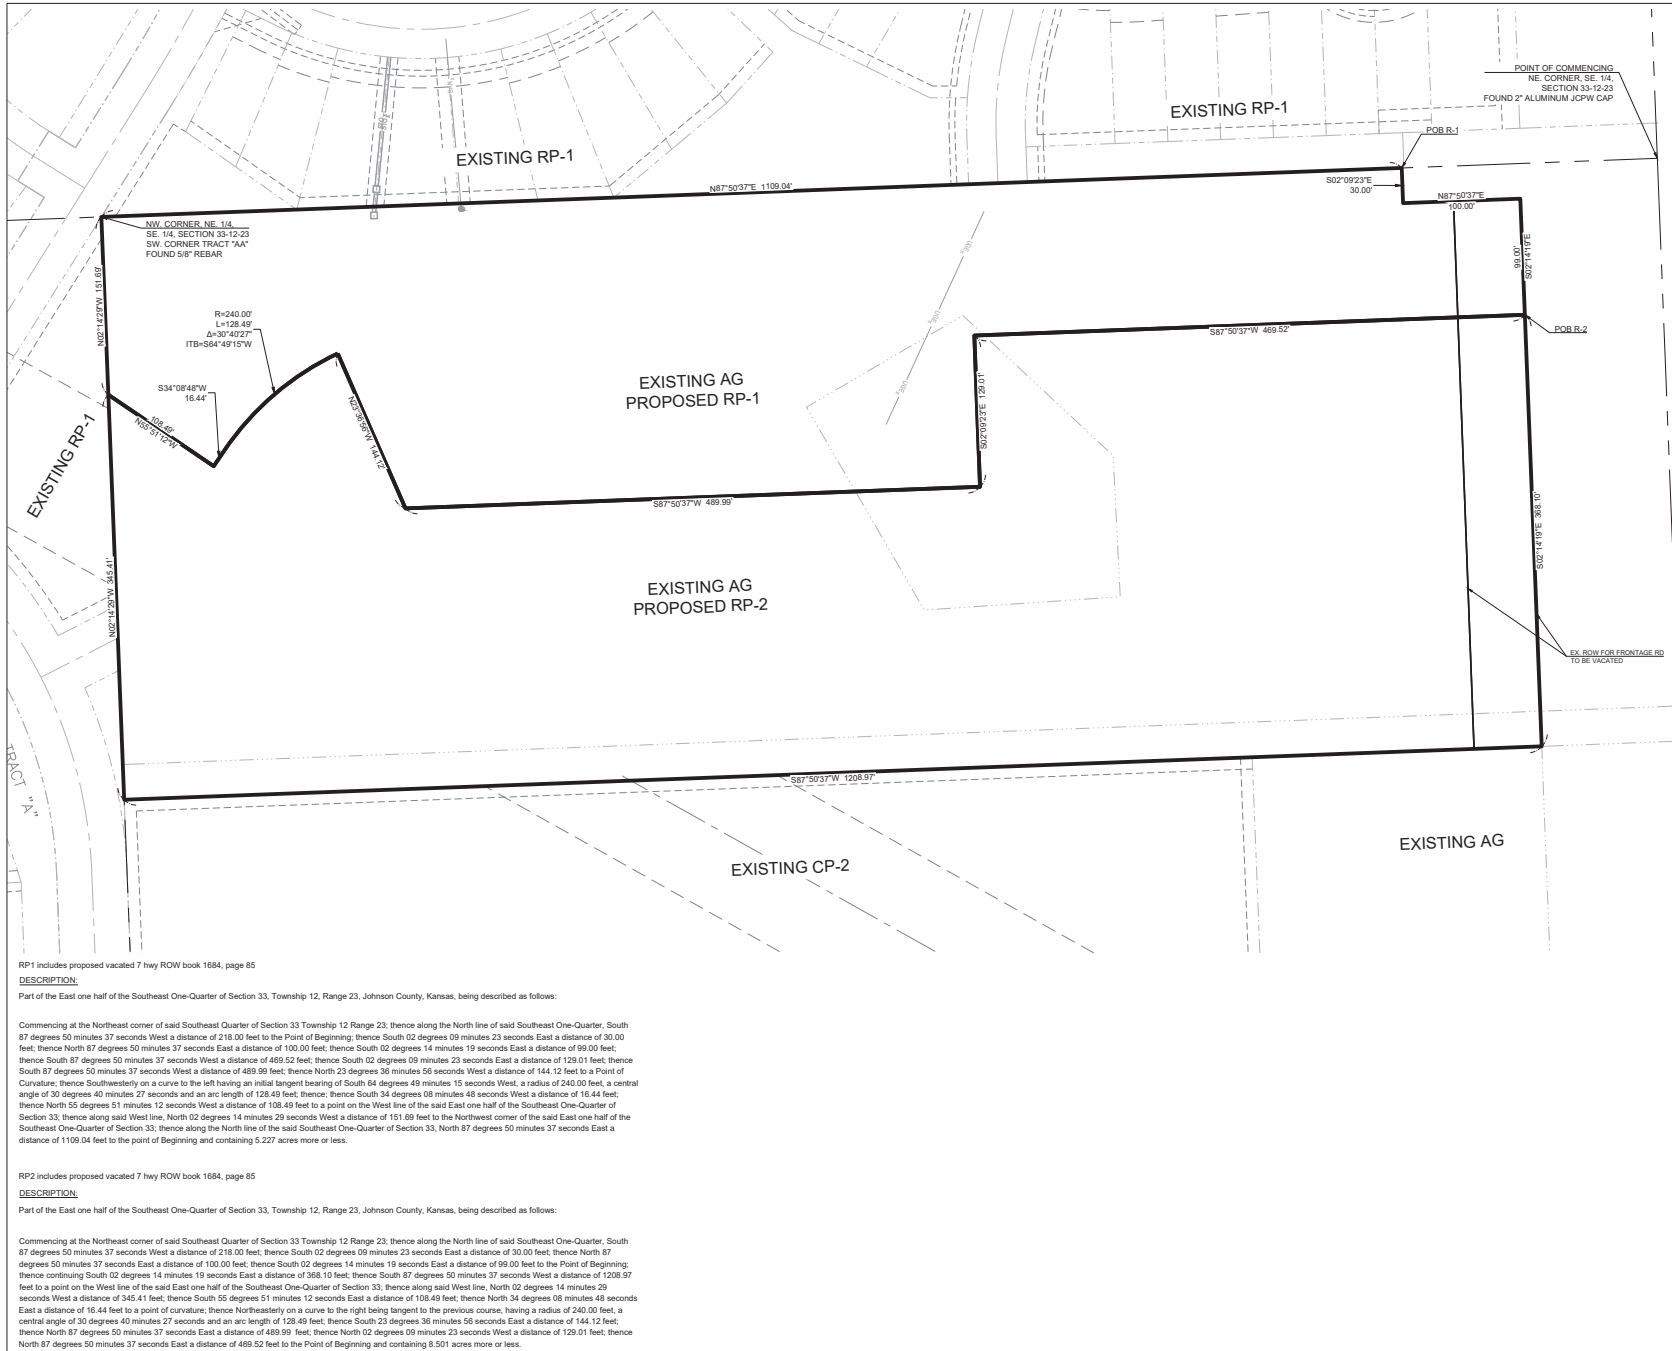 POINT OF COMMENCING
NE. CORNER, SE. 1/4,
SECTION 33-12-23
FOUND 2" ALUMINUM JCPW CAP
EXISTING RP-1
POB R-1
EXISTING RP-1
N87°50'37"E 1109.04'
S02°09'23"E
30.00'
N87°50'37"E
100.00'
NW. CORNER, NE. 1/4,
SE. 1/4, SECTION 33-12-23
SW. CORNER TRACT "AA"
FOUND 5/8" REBAR
N02°14'29"W 151.69'
99.00'
S02°14'19"E
R=240.00'
L=128.49'
Δ=30°40'27"
ITB=S64°49'15"W
POB R-2
S87°50'37"W 469.52'
S34°08'48"W
16.44'
EXISTING AG
PROPOSED RP-1
S02°09'23"E 129.01'
N23°36'56"W 144.12'
108.49'
N55°51'12"W
EXISTING RP-1
S87°50'37"W 489.99'
S02°14'19"E 368.10'
N02°14'29"W 345.41'
EXISTING AG
PROPOSED RP-2
EX. ROW FOR FRONTAGE RD
TO BE VACATED
TRACT "A"
S87°50'37"W 1208.97'
EXISTING AG
EXISTING CP-2
RP1 includes proposed vacated 7 hwy ROW book 1684, page 85
DESCRIPTION:
Part of the East one half of the Southeast One-Quarter of Section 33, Township 12, Range 23, Johnson County, Kansas, being described as follows:
Commencing at the Northeast corner of said Southeast Quarter of Section 33 Township 12 Range 23; thence along the North line of said Southeast One-Quarter, South
87 degrees 50 minutes 37 seconds West a distance of 218.00 feet to the Point of Beginning; thence South 02 degrees 09 minutes 23 seconds East a distance of 30.00
feet; thence North 87 degrees 50 minutes 37 seconds East a distance of 100.00 feet; thence South 02 degrees 14 minutes 19 seconds East a distance of 99.00 feet;
thence South 87 degrees 50 minutes 37 seconds West a distance of 469.52 feet; thence South 02 degrees 09 minutes 23 seconds East a distance of 129.01 feet; thence
South 87 degrees 50 minutes 37 seconds West a distance of 489.99 feet; thence North 23 degrees 36 minutes 56 seconds West a distance of 144.12 feet to a Point of
Curvature; thence Southwesterly on a curve to the left having an initial tangent bearing of South 64 degrees 49 minutes 15 seconds West, a radius of 240.00 feet, a central
angle of 30 degrees 40 minutes 27 seconds and an arc length of 128.49 feet; thence; thence South 34 degrees 08 minutes 48 seconds West a distance of 16.44 feet;
thence North 55 degrees 51 minutes 12 seconds West a distance of 108.49 feet to a point on the West line of the said East one half of the Southeast One-Quarter of
Section 33; thence along said West line, North 02 degrees 14 minutes 29 seconds West a distance of 151.69 feet to the Northwest corner of the said East one half of the
Southeast One-Quarter of Section 33; thence along the North line of the said Southeast One-Quarter of Section 33, North 87 degrees 50 minutes 37 seconds East a
distance of 1109.04 feet to the point of Beginning and containing 5.227 acres more or less.
RP2 includes proposed vacated 7 hwy ROW book 1684, page 85
DESCRIPTION:
Part of the East one half of the Southeast One-Quarter of Section 33, Township 12, Range 23, Johnson County, Kansas, being described as follows:
Commencing at the Northeast corner of said Southeast Quarter of Section 33 Township 12 Range 23; thence along the North line of said Southeast One-Quarter, South
87 degrees 50 minutes 37 seconds West a distance of 218.00 feet; thence South 02 degrees 09 minutes 23 seconds East a distance of 30.00 feet; thence North 87
degrees 50 minutes 37 seconds East a distance of 100.00 feet; thence South 02 degrees 14 minutes 19 seconds East a distance of 99.00 feet to the Point of Beginning;
thence continuing South 02 degrees 14 minutes 19 seconds East a distance of 368.10 feet; thence South 87 degrees 50 minutes 37 seconds West a distance of 1208.97
feet to a point on the West line of the said East one half of the Southeast One-Quarter of Section 33; thence along said West line, North 02 degrees 14 minutes 29
seconds West a distance of 345.41 feet; thence South 55 degrees 51 minutes 12 seconds East a distance of 108.49 feet; thence North 34 degrees 08 minutes 48 seconds
East a distance of 16.44 feet to a point of curvature; thence Northeasterly on a curve to the right being tangent to the previous course, having a radius of 240.00 feet, a
central angle of 30 degrees 40 minutes 27 seconds and an arc length of 128.49 feet; thence South 23 degrees 36 minutes 56 seconds East a distance of 144.12 feet;
thence North 87 degrees 50 minutes 37 seconds East a distance of 489.99 feet; thence North 02 degrees 09 minutes 23 seconds West a distance of 129.01 feet; thence
North 87 degrees 50 minutes 37 seconds East a distance of 469.52 feet to the Point of Beginning and containing 8.501 acres more or less.